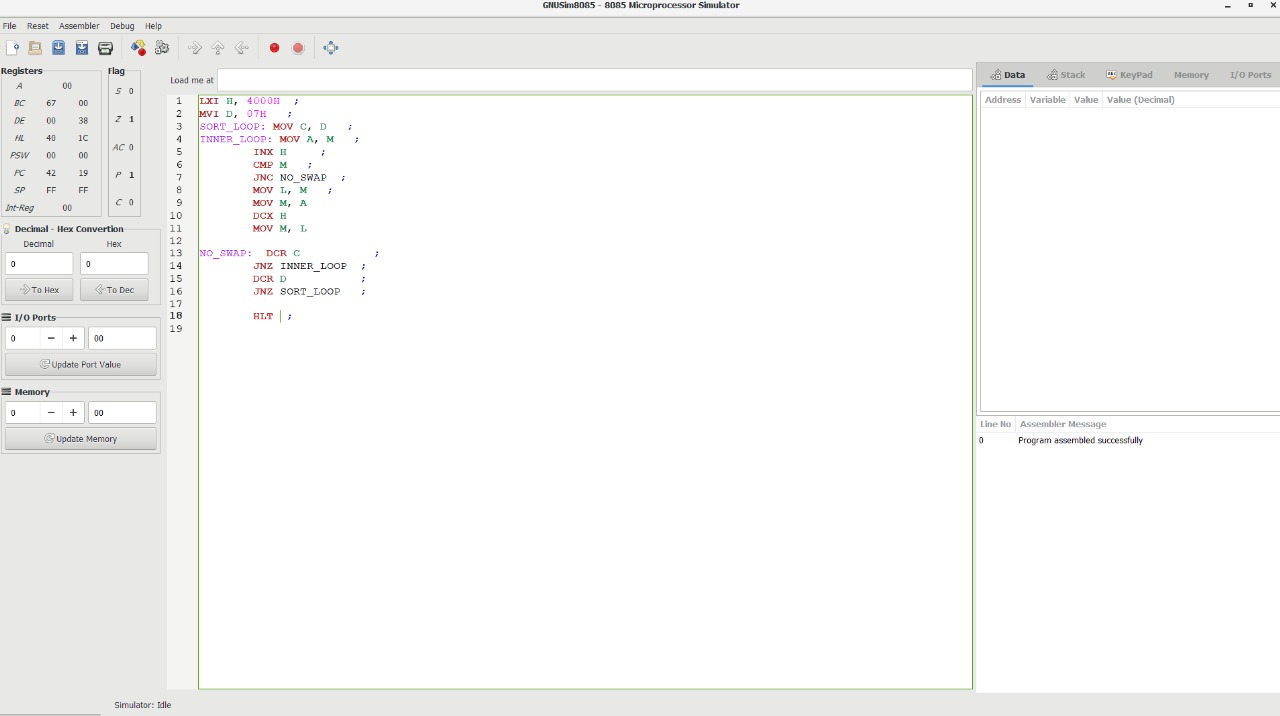 GNUSim8085 - 8085 Microprocessor Simulator
File Reset Assembler Debug Help
Registers
A 00
BC 67 00
DE 00 38
HL 40 1C
PSW 00 00
PC 42 19
SP FF FF
Int-Reg 00
Flag
S 0
Z 1
AC 0
P 1
C 0
Decimal - Hex Convertion
Decimal Hex
0 0
To Hex To Dec
I/O Ports
0 − + 00
Update Port Value
Memory
0 − + 00
Update Memory
Load me at
1 LXI H, 4000H ;
2 MVI D, 07H ;
3 SORT_LOOP: MOV C, D ;
4 INNER_LOOP: MOV A, M ;
5 INX H ;
6 CMP M ;
7 JNC NO_SWAP ;
8 MOV L, M ;
9 MOV M, A
10 DCX H
11 MOV M, L
12
13 NO_SWAP: DCR C ;
14 JNZ INNER_LOOP ;
15 DCR D ;
16 JNZ SORT_LOOP ;
17
18 HLT ;
19
Data Stack KeyPad Memory I/O Ports
Address Variable Value Value (Decimal)
Line No Assembler Message
0 Program assembled successfully
Simulator: Idle